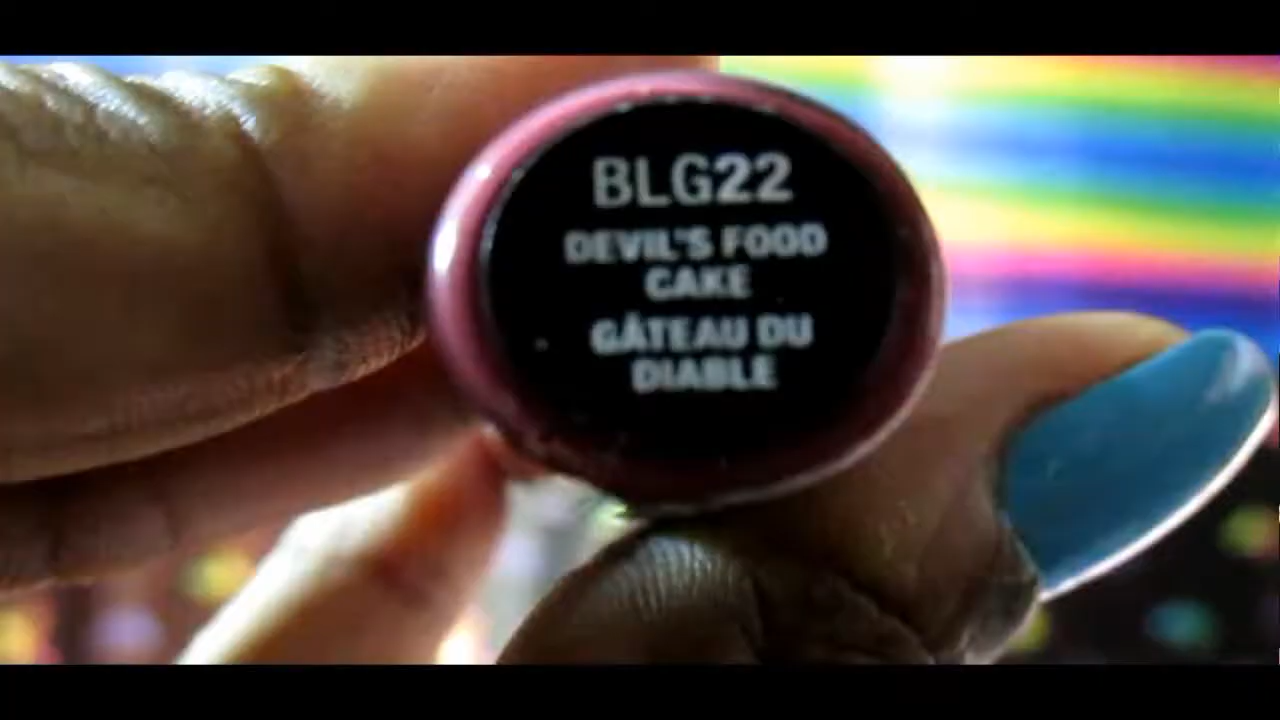 BLG22
DEVIL'S FOOD
CAKE
GÂTEAU DU
DIABLE